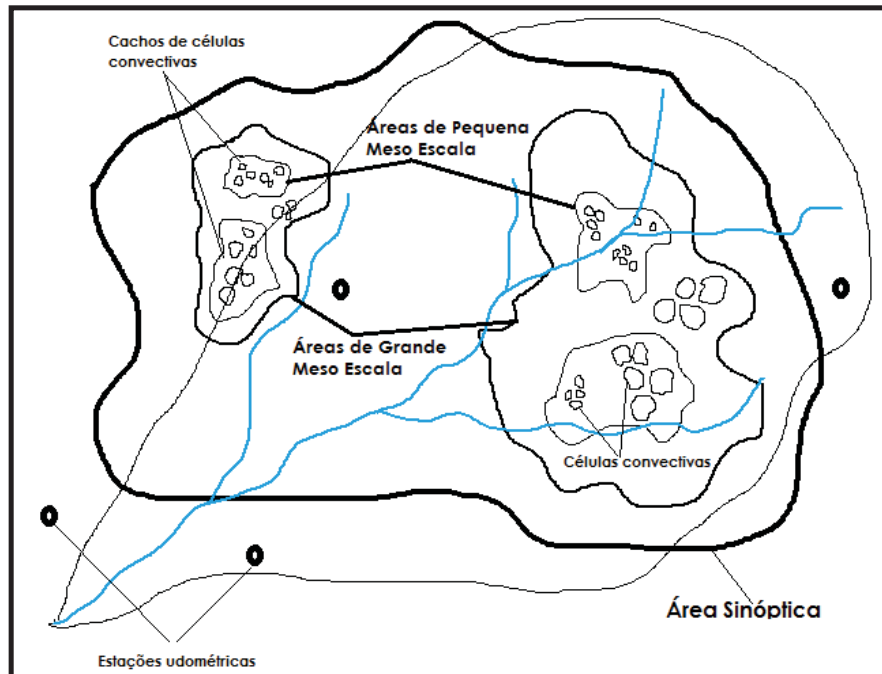 Cachos de células
convectivas
Áreas de Pequena
Meso Escala
Áreas de Grande
Meso Escala
Células convectivas
Área Sinóptica
Estações udométricas